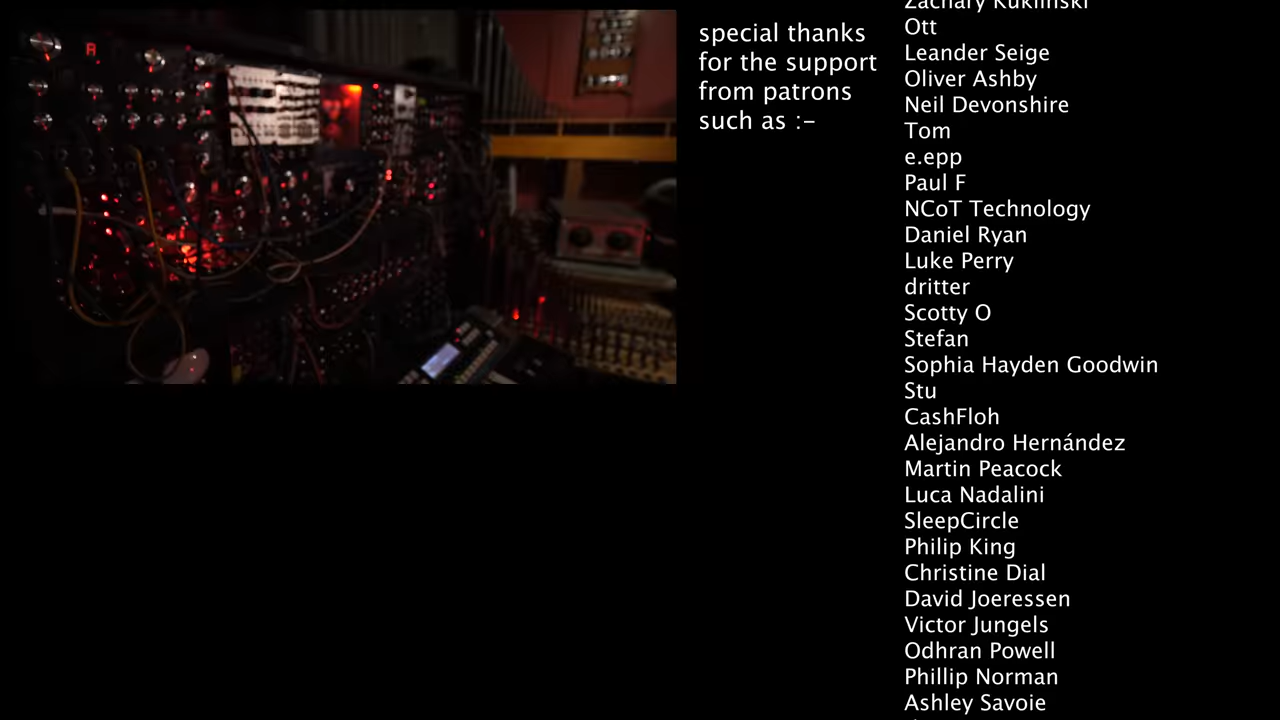 special thanks
for the support
from patrons
such as :-
Zachary Kuklinski
Ott
Leander Seige
Oliver Ashby
Neil Devonshire
Tom
e.epp
Paul F
NCoT Technology
Daniel Ryan
Luke Perry
dritter
Scotty O
Stefan
Sophia Hayden Goodwin
Stu
CashFloh
Alejandro Hernández
Martin Peacock
Luca Nadalini
SleepCircle
Philip King
Christine Dial
David Joeressen
Victor Jungels
Odhran Powell
Phillip Norman
Ashley Savoie